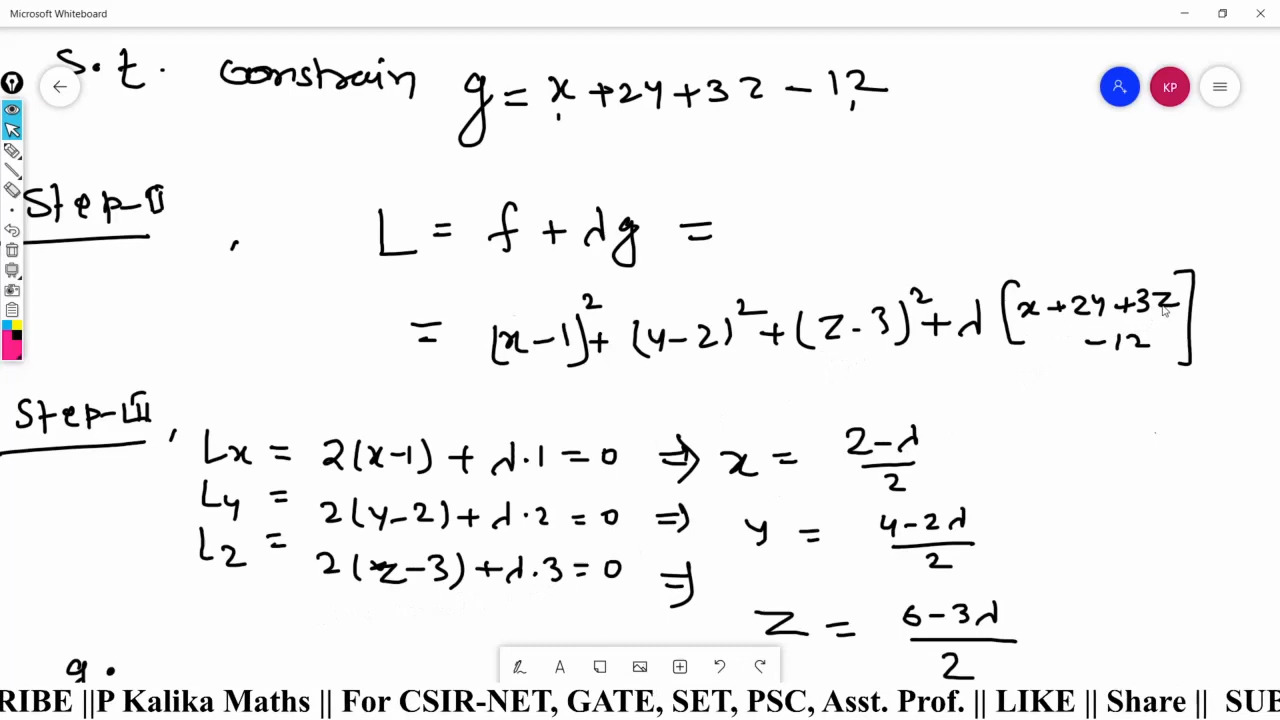 Microsoft Whiteboard
S.t. constrain g = x + 2y + 3z - 12
KP
Step-II
, L = f + λg =
= (x-1)² + (y-2)² + (z-3)² + λ [x + 2y + 3z
-12]
Step-III,
Lx = 2(x-1) + λ·1 = 0 ⇒ x = (2-λ)/2
Ly = 2(y-2) + λ·2 = 0 ⇒ y = (4-2λ)/2
Lz = 2(z-3) + λ·3 = 0 ⇒ z = (6-3λ)/2
g.
RIBE ||P Kalika Maths || For CSIR-NET, GATE, SET, PSC, Asst. Prof. || LIKE || Share || SUB